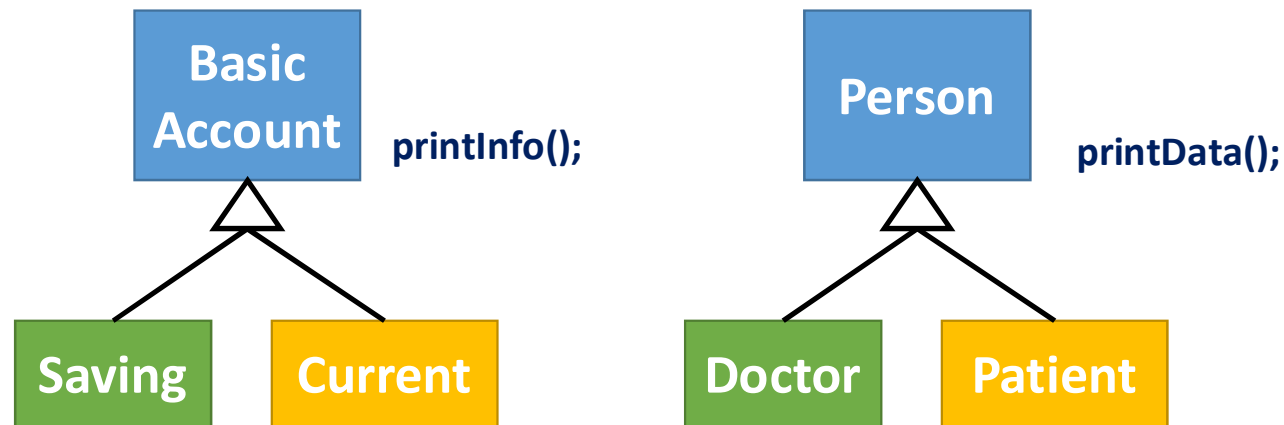 Basic
Account
printInfo();
Saving
Current
Person
printData();
Doctor
Patient